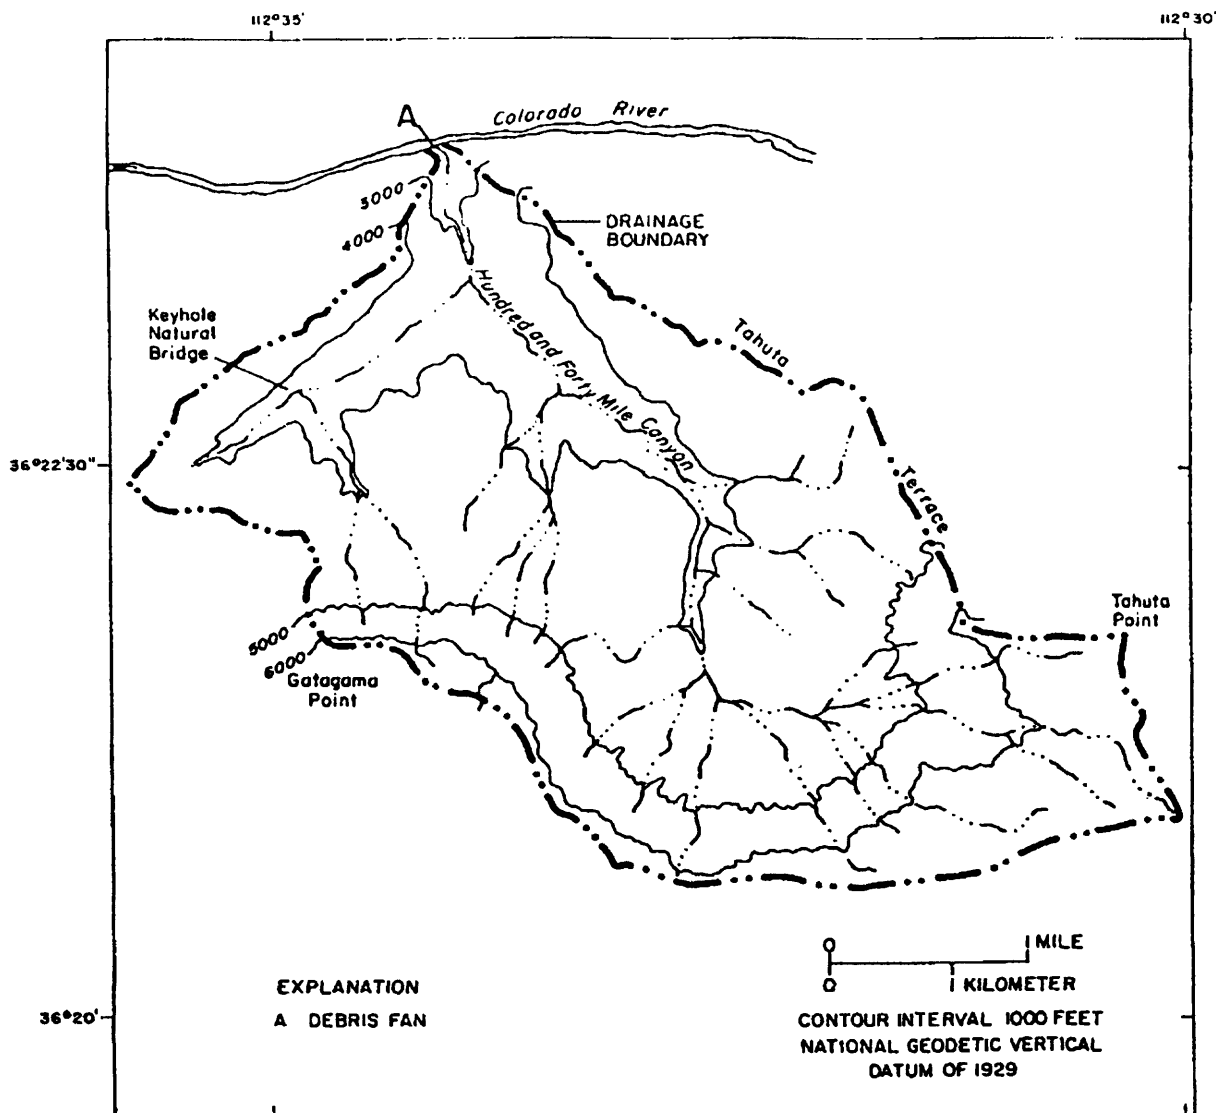 112°35'
112°30'
A
Colorado River
3000
4000
DRAINAGE
BOUNDARY
Keyhole
Natural
Bridge
Hundred and Forty Mile Canyon
Tahuta
Terrace
36°22'30"
Tahuta
Point
5000
6000
Gatagama
Point
0 1 MILE
0 1 KILOMETER
EXPLANATION
A DEBRIS FAN
36°20'
CONTOUR INTERVAL 1000 FEET
NATIONAL GEODETIC VERTICAL
DATUM OF 1929